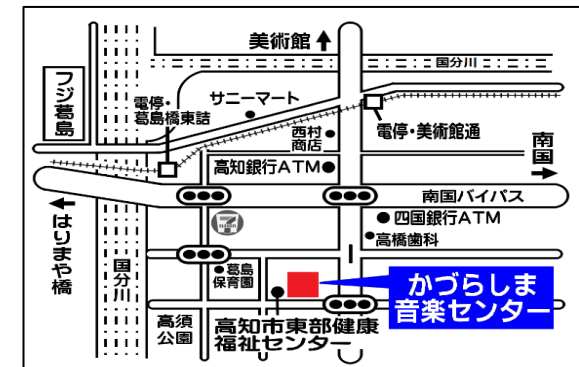 美術館
国分川
フジ葛島
電停・
葛島橋東詰
サニーマート
西村
商店
電停・美術館通
南国
高知銀行ATM
南国バイパス
はりまや橋
7
ELEVEn
四国銀行ATM
高橋歯科
国分川
葛島
保育園
かづらしま
音楽センター
高須
公園
高知市東部健康
福祉センター